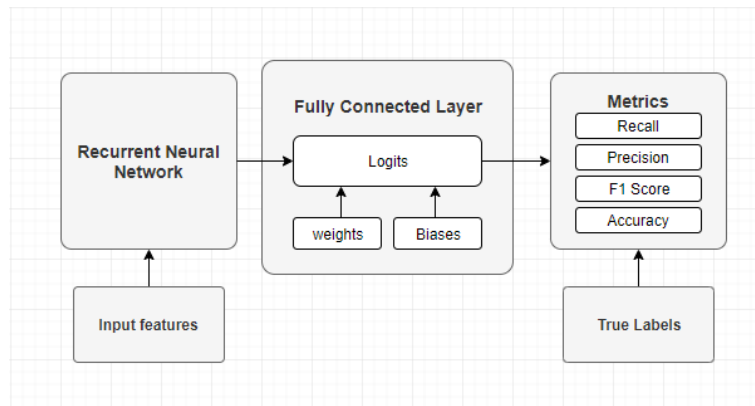 Recurrent Neural
Network
Input features
Fully Connected Layer
Logits
weights
Biases
Metrics
Recall
Precision
F1 Score
Accuracy
True Labels